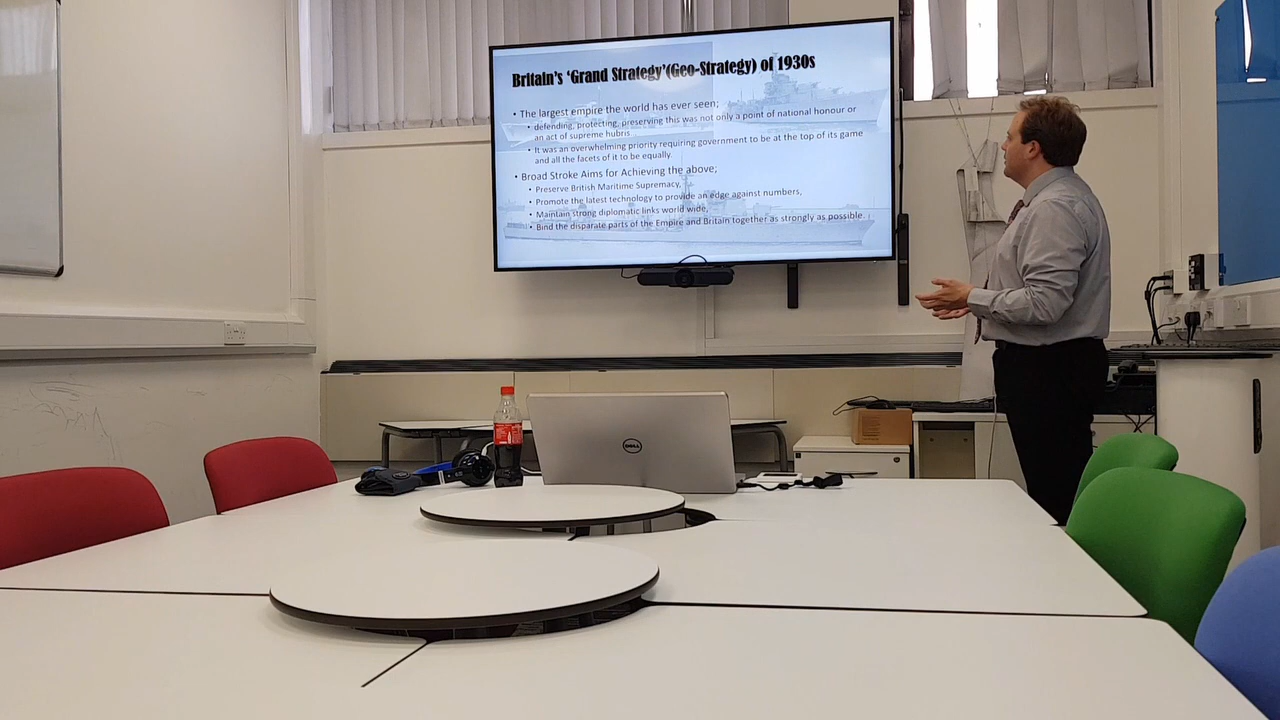 Britain's 'Grand Strategy'(Geo-Strategy) of 1930s
• The largest empire the world has ever seen;
• defending, protecting, preserving this was not only a point of national honour or
an act of supreme hubris
• It was an overwhelming priority requiring government to be at the top of its game
and all the facets of it to be equally.
• Broad Stroke Aims for Achieving the above;
• Preserve British Maritime Supremacy,
• Promote the latest technology to provide an edge against numbers,
• Maintain strong diplomatic links world wide,
• Bind the disparate parts of the Empire and Britain together as strongly as possible.
DELL